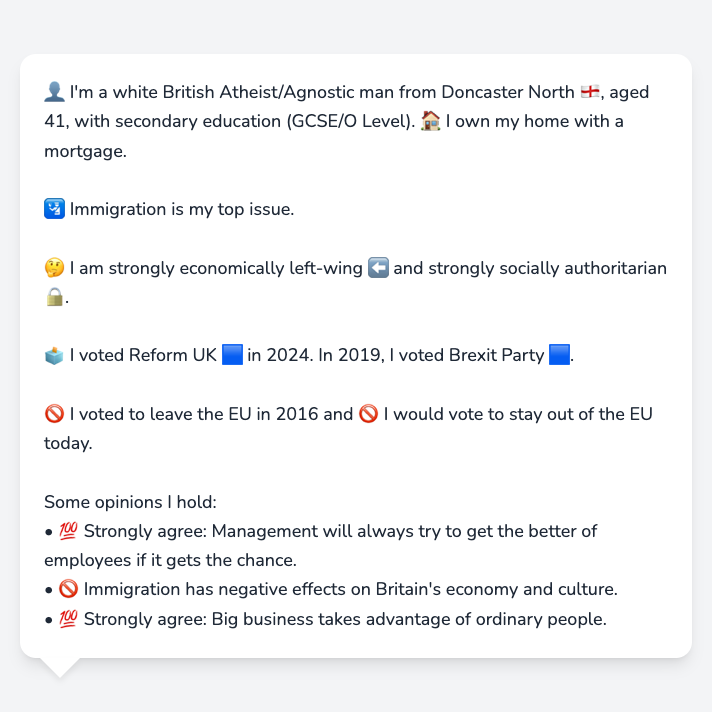 👤 I'm a white British Atheist/Agnostic man from Doncaster North 🏴󠁧󠁢󠁥󠁮󠁧󠁿, aged
41, with secondary education (GCSE/O Level). 🏠 I own my home with a
mortgage.
🛂 Immigration is my top issue.
🤔 I am strongly economically left-wing ⬅️ and strongly socially authoritarian
🔒.
🗳️ I voted Reform UK 🟦 in 2024. In 2019, I voted Brexit Party 🟦.
🚫 I voted to leave the EU in 2016 and 🚫 I would vote to stay out of the EU
today.
Some opinions I hold:
• 💯 Strongly agree: Management will always try to get the better of
employees if it gets the chance.
• 🚫 Immigration has negative effects on Britain's economy and culture.
• 💯 Strongly agree: Big business takes advantage of ordinary people.